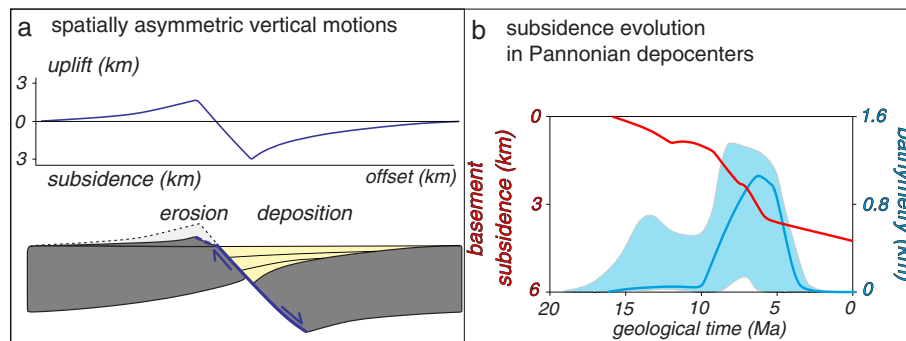 a spatially asymmetric vertical motions
uplift (km)
3
0
3
subsidence (km)
offset (km)
erosion
deposition
b subsidence evolution
in Pannonian depocenters
basement
subsidence (km)
0
3
6
1.6
0.8
0
bathymetry (km)
20
15
10
5
0
geological time (Ma)